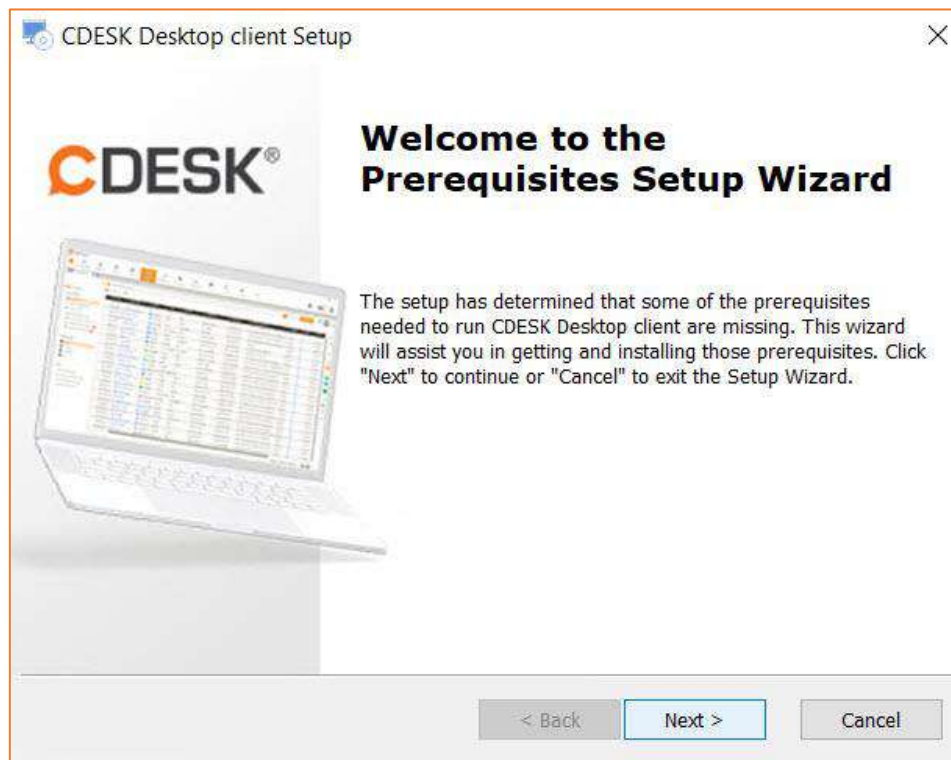 CDESK Desktop client Setup
CDESK®
Welcome to the
Prerequisites Setup Wizard
The setup has determined that some of the prerequisites
needed to run CDESK Desktop client are missing. This wizard
will assist you in getting and installing those prerequisites. Click
"Next" to continue or "Cancel" to exit the Setup Wizard.
< Back
Next >
Cancel